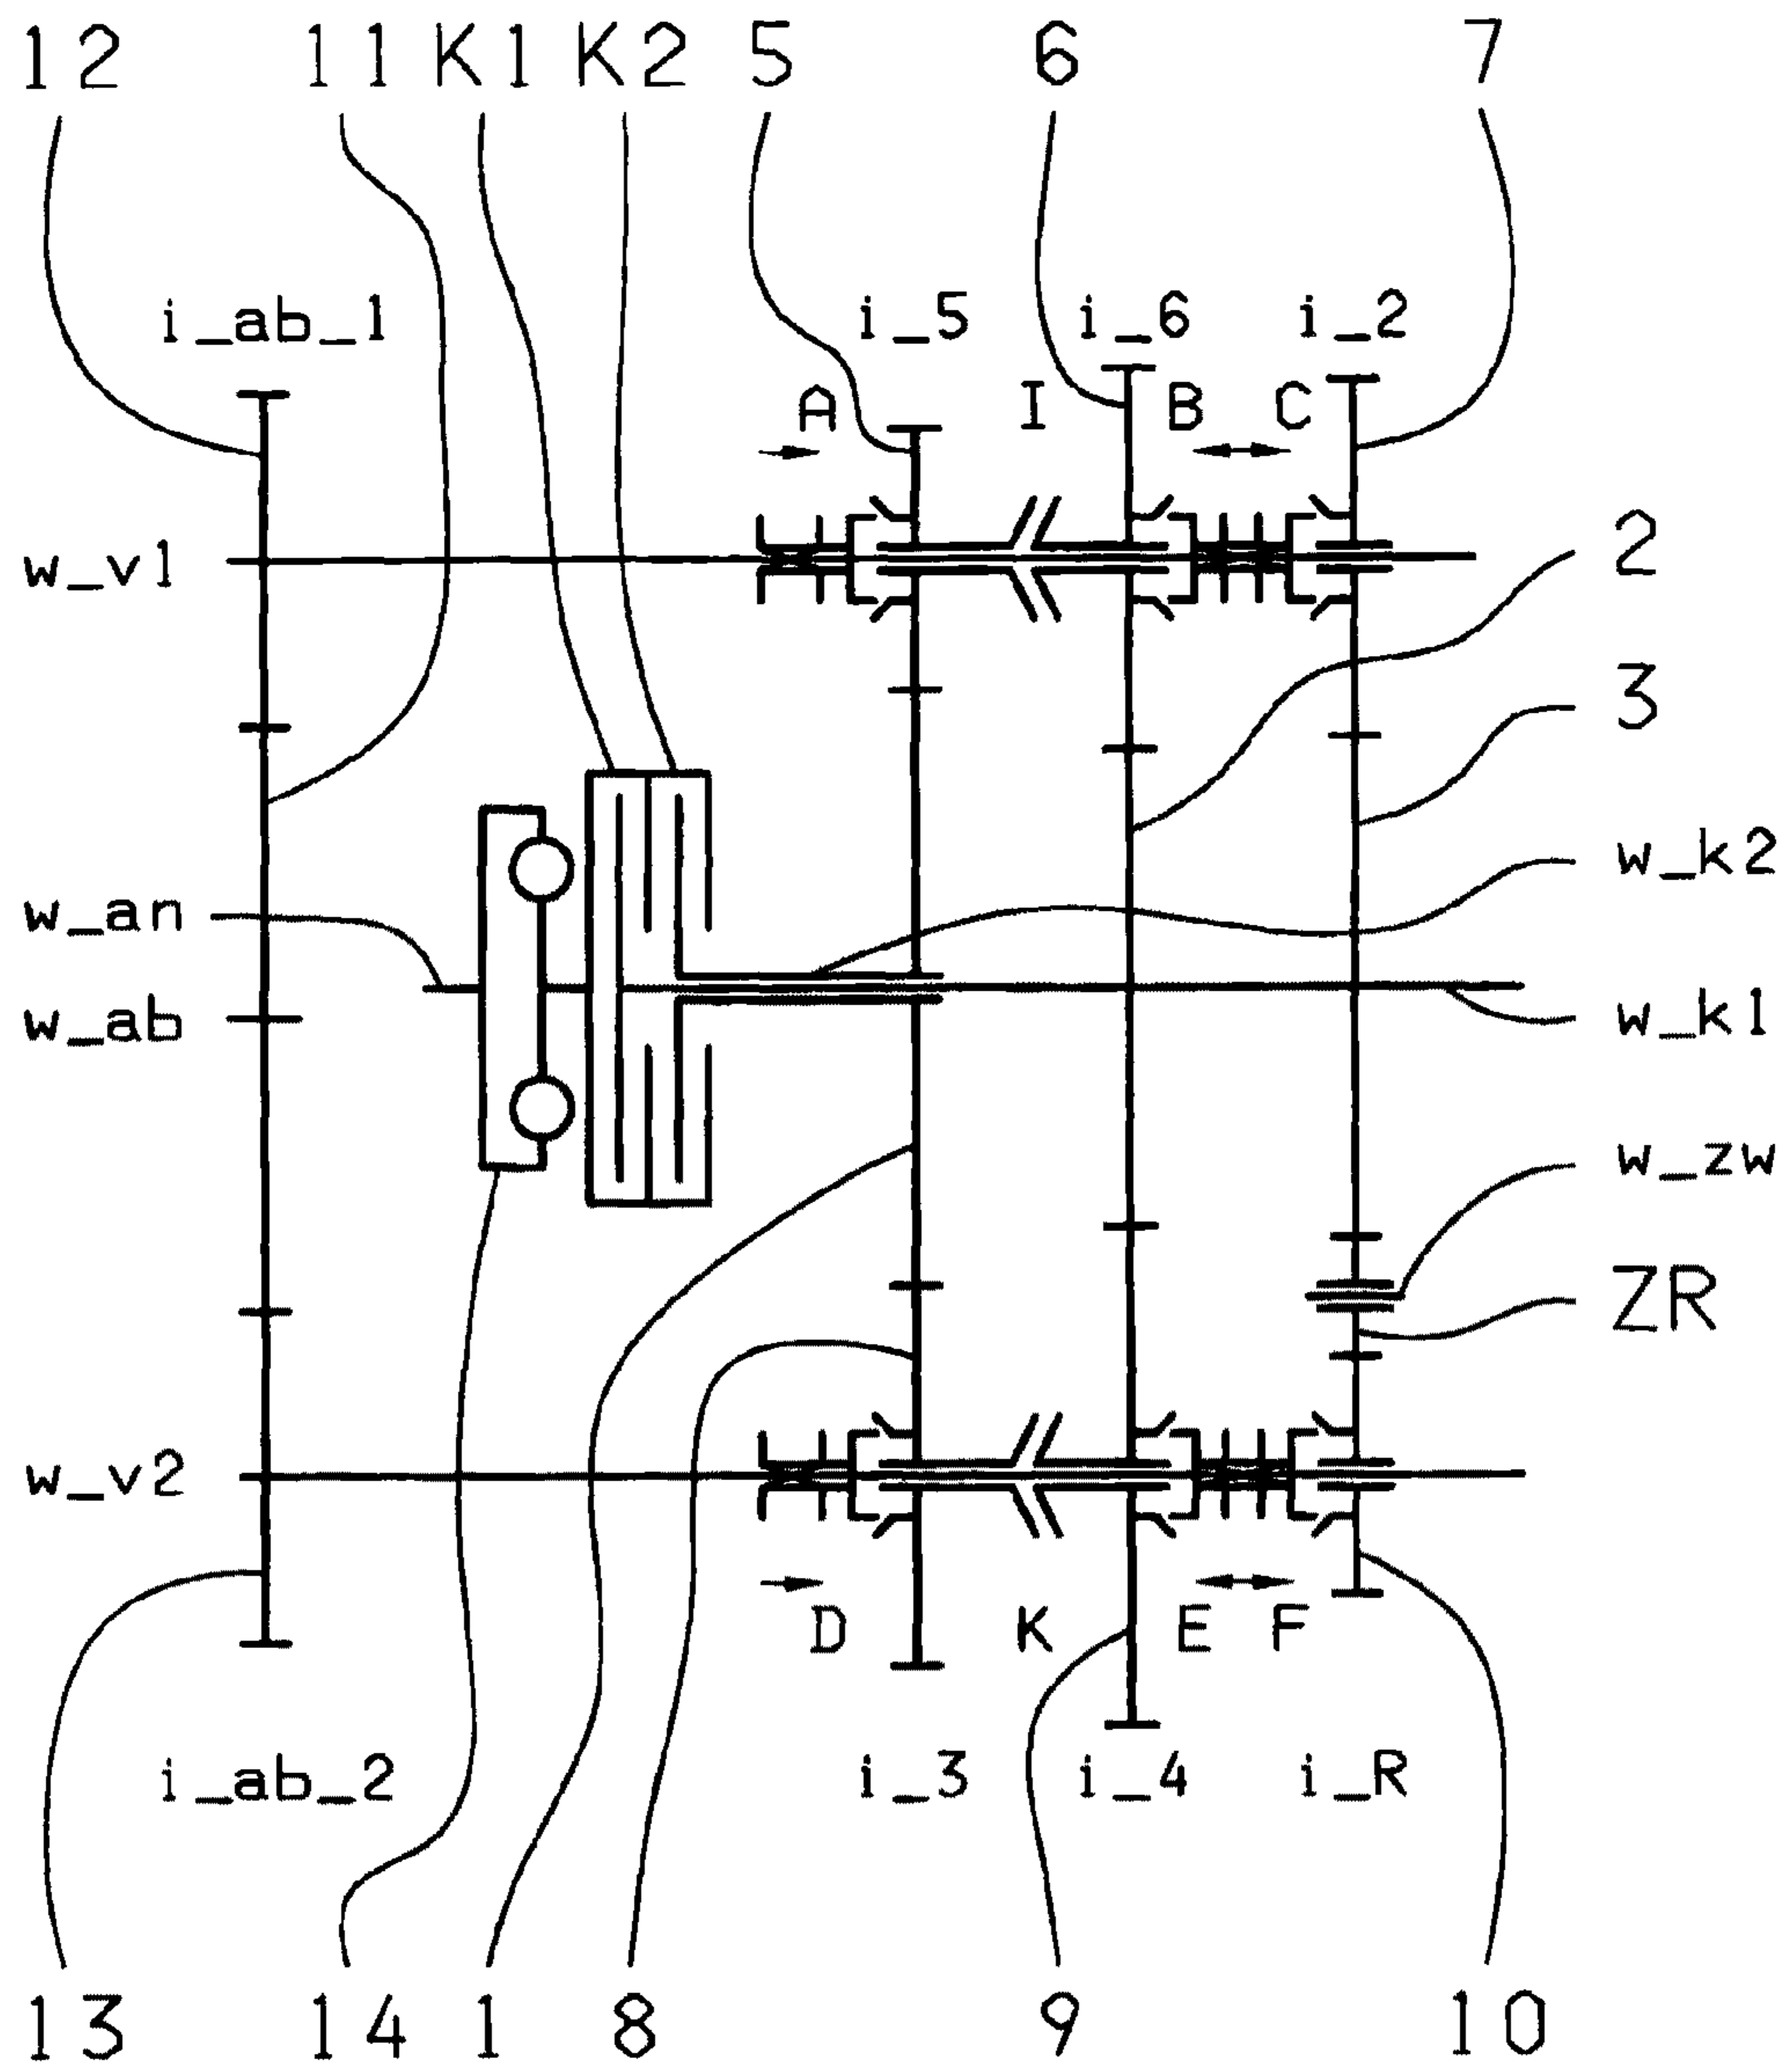 12 11 K1 K2 5 6 7
i_ab_1 i_5 i_6 i_2
A I B C
w_v1 2
3
w_k2
w_an
w_ab w_k1
w_zw
ZR
w_v2
D K E F
i_ab_2 i_3 i_4 i_R
13 14 1 8 9 10